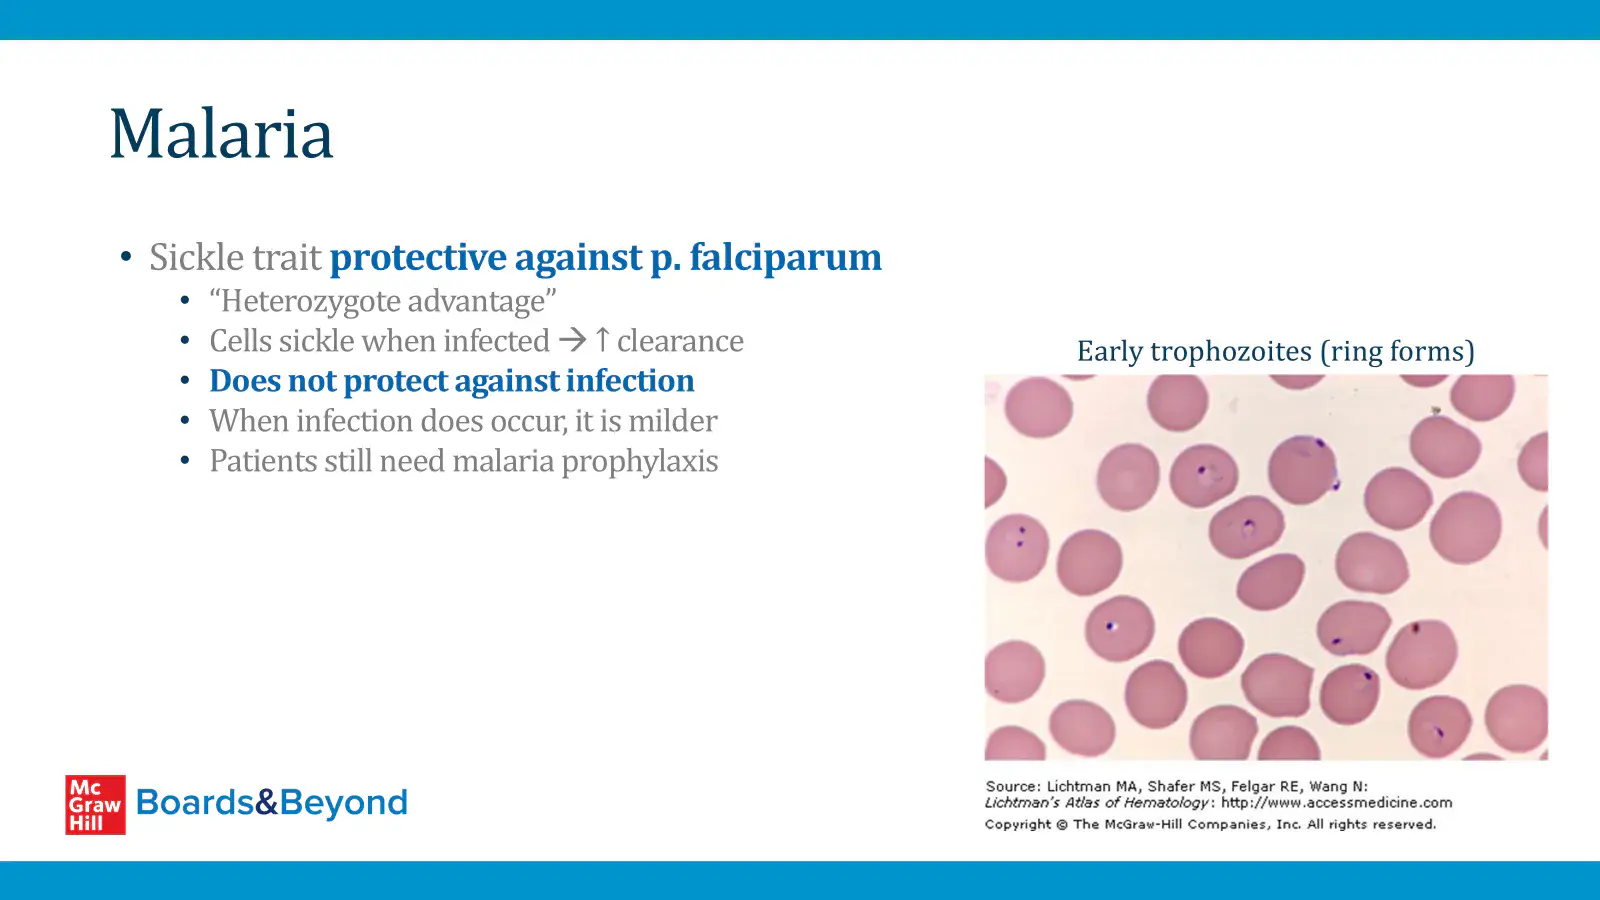 Malaria
• Sickle trait protective against p. falciparum
• “Heterozygote advantage”
• Cells sickle when infected → ↑ clearance
• Does not protect against infection
• When infection does occur, it is milder
• Patients still need malaria prophylaxis
Early trophozoites (ring forms)
Source: Lichtman MA, Shafer MS, Felgar RE, Wang N:
Lichtman's Atlas of Hematology: http://www.accessmedicine.com
Copyright © The McGraw-Hill Companies, Inc. All rights reserved.
Mc
Graw
Hill
Boards&Beyond